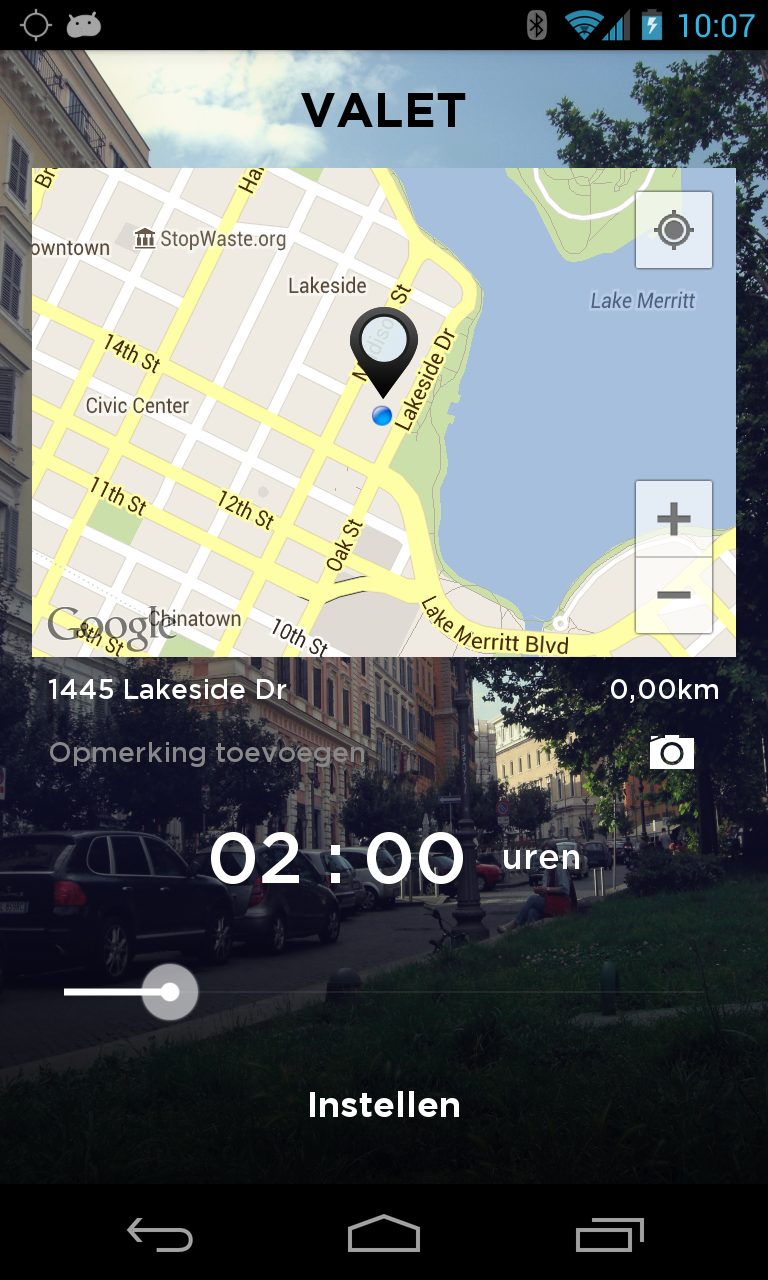 10:07
VALET
Br
Ha
owntown
StopWaste.org
Lakeside
Lake Merritt
Madison St
Lakeside Dr
14th St
Civic Center
11th St
12th St
Oak St
Google
Chinatown
8th St
10th St
Lake Merritt Blvd
1445 Lakeside Dr
0,00km
Opmerking toevoegen
02 : 00 uren
Instellen